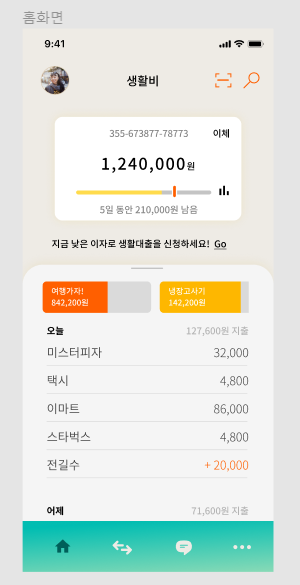 홈화면
9:41
생활비
355-673877-78773 이체
1,240,000원
5일 동안 210,000원 남음
지금 낮은 이자로 생활대출을 신청하세요! Go
여행가자! 냉장고사기
842,200원 142,200원
오늘 127,600원 지출
미스터피자 32,000
택시 4,800
이마트 86,000
스타벅스 4,800
전길수 + 20,000
어제 71,600원 지출